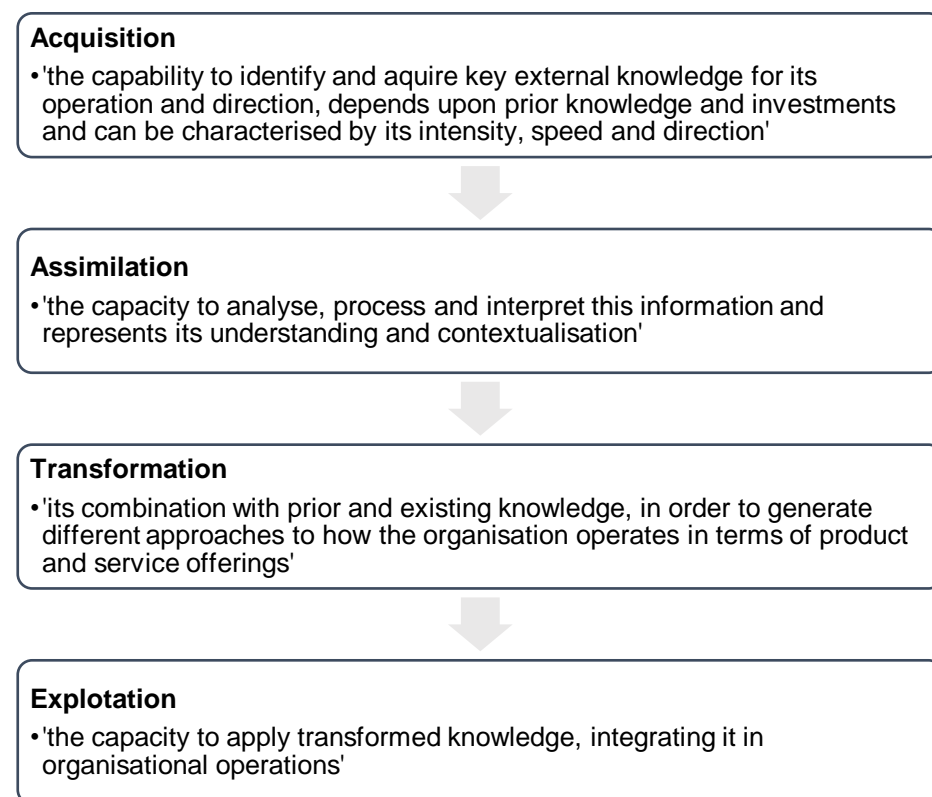 Acquisition
•'the capability to identify and aquire key external knowledge for its
operation and direction, depends upon prior knowledge and investments
and can be characterised by its intensity, speed and direction'
Assimilation
•'the capacity to analyse, process and interpret this information and
represents its understanding and contextualisation'
Transformation
•'its combination with prior and existing knowledge, in order to generate
different approaches to how the organisation operates in terms of product
and service offerings'
Explotation
•'the capacity to apply transformed knowledge, integrating it in
organisational operations'